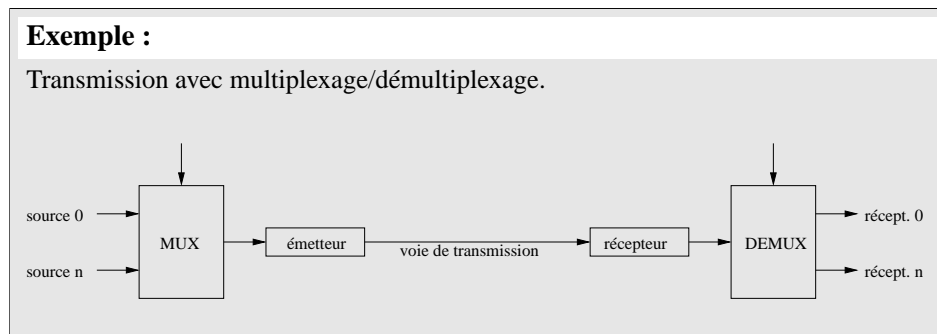 Exemple :
Transmission avec multiplexage/démultiplexage.
source 0
récept. 0
MUX
émetteur
voie de transmission
récepteur
DEMUX
source n
récept. n